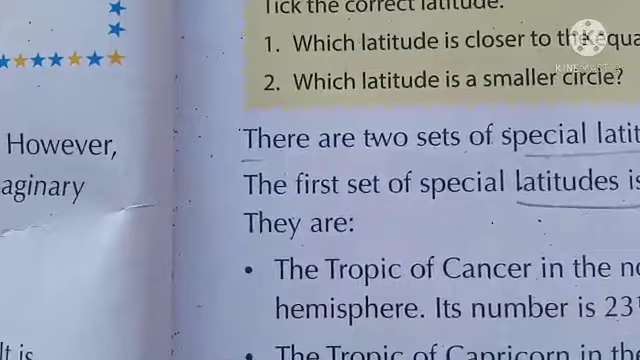 However,
aginary
It is
Tick the correct latitude.
1. Which latitude is closer to the equa
2. Which latitude is a smaller circle?
There are two sets of special latit
The first set of special latitudes is
They are:
• The Tropic of Cancer in the no
hemisphere. Its number is 23
• The Tropic of Capricorn in the
KINEMASTER